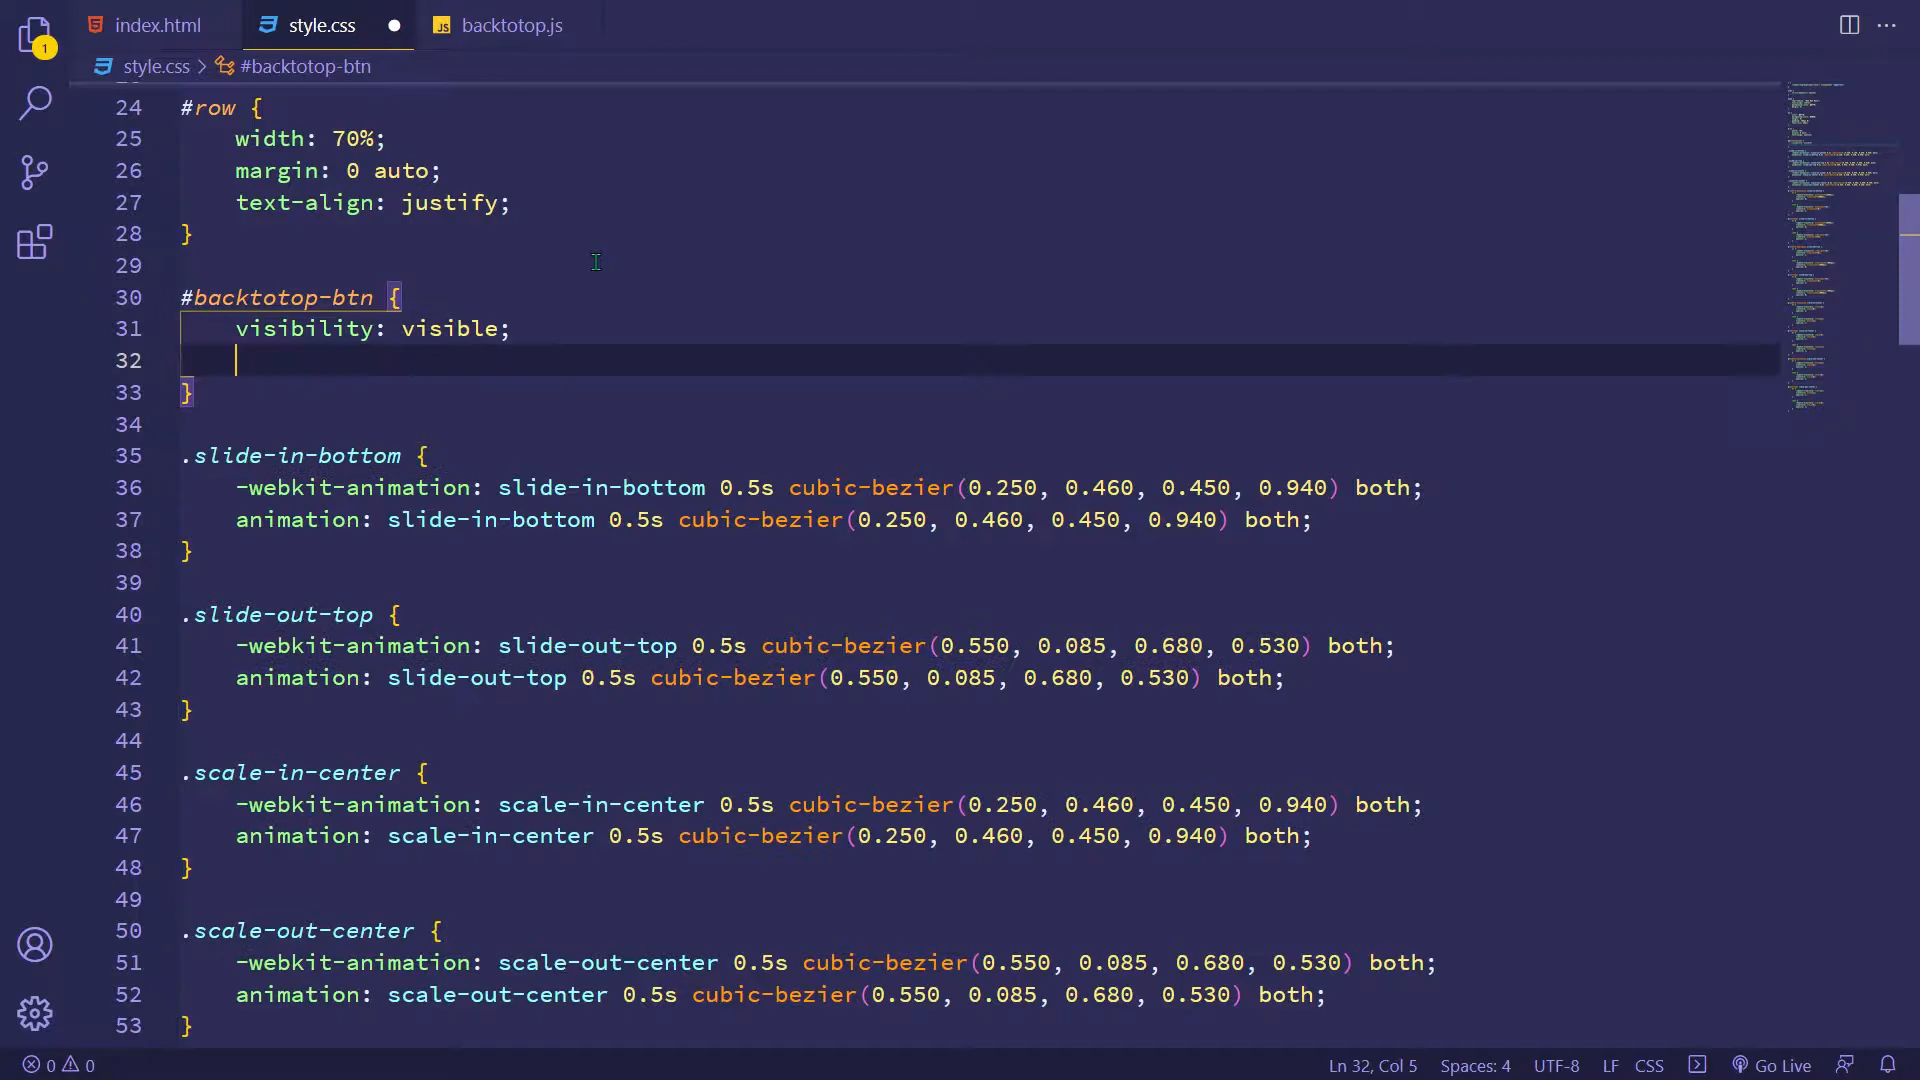 index.html style.css JS backtotop.js
1
style.css > #backtotop-btn
24 #row {
25 width: 70%;
26 margin: 0 auto;
27 text-align: justify;
28 }
29
30 #backtotop-btn {
31 visibility: visible;
32
33 }
34
35 .slide-in-bottom {
36 -webkit-animation: slide-in-bottom 0.5s cubic-bezier(0.250, 0.460, 0.450, 0.940) both;
37 animation: slide-in-bottom 0.5s cubic-bezier(0.250, 0.460, 0.450, 0.940) both;
38 }
39
40 .slide-out-top {
41 -webkit-animation: slide-out-top 0.5s cubic-bezier(0.550, 0.085, 0.680, 0.530) both;
42 animation: slide-out-top 0.5s cubic-bezier(0.550, 0.085, 0.680, 0.530) both;
43 }
44
45 .scale-in-center {
46 -webkit-animation: scale-in-center 0.5s cubic-bezier(0.250, 0.460, 0.450, 0.940) both;
47 animation: scale-in-center 0.5s cubic-bezier(0.250, 0.460, 0.450, 0.940) both;
48 }
49
50 .scale-out-center {
51 -webkit-animation: scale-out-center 0.5s cubic-bezier(0.550, 0.085, 0.680, 0.530) both;
52 animation: scale-out-center 0.5s cubic-bezier(0.550, 0.085, 0.680, 0.530) both;
53 }
0 0 Ln 32, Col 5 Spaces: 4 UTF-8 LF CSS Go Live